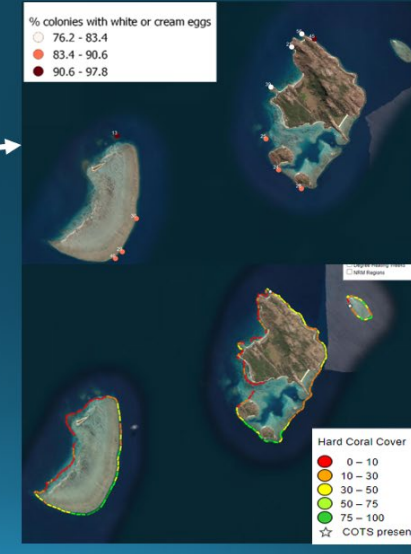 % colonies with white or cream eggs
76.2 - 83.4
83.4 - 90.6
90.6 - 97.8
NRM Regions
Hard Coral Cover
0 – 10
10 – 30
30 – 50
50 – 75
75 – 100
COTS presen